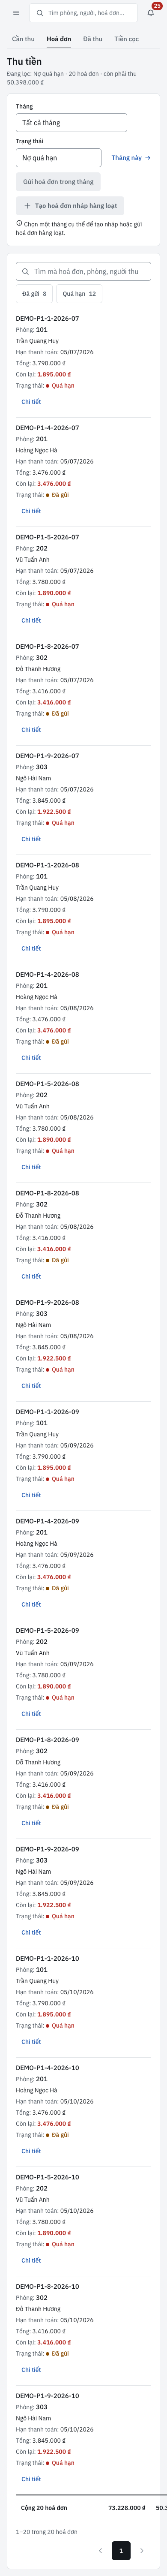 Tìm phòng, người, hoá đơn...
25
Cần thu Hoá đơn Đã thu Tiền cọc
Thu tiền
Đang lọc: Nợ quá hạn · 20 hoá đơn · còn phải thu
50.398.000 ₫
Tháng
Tất cả tháng
Trạng thái
Nợ quá hạn
Tháng này →
Gửi hoá đơn trong tháng
+ Tạo hoá đơn nháp hàng loạt
Chọn một tháng cụ thể để tạo nháp hoặc gửi
hoá đơn hàng loạt.
Tìm mã hoá đơn, phòng, người thu
Đã gửi 8 Quá hạn 12
DEMO-P1-1-2026-07
Phòng: 101
Trần Quang Huy
Hạn thanh toán: 05/07/2026
Tổng: 3.790.000 ₫
Còn lại: 1.895.000 ₫
Trạng thái: Quá hạn
Chi tiết
DEMO-P1-4-2026-07
Phòng: 201
Hoàng Ngọc Hà
Hạn thanh toán: 05/07/2026
Tổng: 3.476.000 ₫
Còn lại: 3.476.000 ₫
Trạng thái: Đã gửi
Chi tiết
DEMO-P1-5-2026-07
Phòng: 202
Vũ Tuấn Anh
Hạn thanh toán: 05/07/2026
Tổng: 3.780.000 ₫
Còn lại: 1.890.000 ₫
Trạng thái: Quá hạn
Chi tiết
DEMO-P1-8-2026-07
Phòng: 302
Đỗ Thanh Hương
Hạn thanh toán: 05/07/2026
Tổng: 3.416.000 ₫
Còn lại: 3.416.000 ₫
Trạng thái: Đã gửi
Chi tiết
DEMO-P1-9-2026-07
Phòng: 303
Ngô Hải Nam
Hạn thanh toán: 05/07/2026
Tổng: 3.845.000 ₫
Còn lại: 1.922.500 ₫
Trạng thái: Quá hạn
Chi tiết
DEMO-P1-1-2026-08
Phòng: 101
Trần Quang Huy
Hạn thanh toán: 05/08/2026
Tổng: 3.790.000 ₫
Còn lại: 1.895.000 ₫
Trạng thái: Quá hạn
Chi tiết
DEMO-P1-4-2026-08
Phòng: 201
Hoàng Ngọc Hà
Hạn thanh toán: 05/08/2026
Tổng: 3.476.000 ₫
Còn lại: 3.476.000 ₫
Trạng thái: Đã gửi
Chi tiết
DEMO-P1-5-2026-08
Phòng: 202
Vũ Tuấn Anh
Hạn thanh toán: 05/08/2026
Tổng: 3.780.000 ₫
Còn lại: 1.890.000 ₫
Trạng thái: Quá hạn
Chi tiết
DEMO-P1-8-2026-08
Phòng: 302
Đỗ Thanh Hương
Hạn thanh toán: 05/08/2026
Tổng: 3.416.000 ₫
Còn lại: 3.416.000 ₫
Trạng thái: Đã gửi
Chi tiết
DEMO-P1-9-2026-08
Phòng: 303
Ngô Hải Nam
Hạn thanh toán: 05/08/2026
Tổng: 3.845.000 ₫
Còn lại: 1.922.500 ₫
Trạng thái: Quá hạn
Chi tiết
DEMO-P1-1-2026-09
Phòng: 101
Trần Quang Huy
Hạn thanh toán: 05/09/2026
Tổng: 3.790.000 ₫
Còn lại: 1.895.000 ₫
Trạng thái: Quá hạn
Chi tiết
DEMO-P1-4-2026-09
Phòng: 201
Hoàng Ngọc Hà
Hạn thanh toán: 05/09/2026
Tổng: 3.476.000 ₫
Còn lại: 3.476.000 ₫
Trạng thái: Đã gửi
Chi tiết
DEMO-P1-5-2026-09
Phòng: 202
Vũ Tuấn Anh
Hạn thanh toán: 05/09/2026
Tổng: 3.780.000 ₫
Còn lại: 1.890.000 ₫
Trạng thái: Quá hạn
Chi tiết
DEMO-P1-8-2026-09
Phòng: 302
Đỗ Thanh Hương
Hạn thanh toán: 05/09/2026
Tổng: 3.416.000 ₫
Còn lại: 3.416.000 ₫
Trạng thái: Đã gửi
Chi tiết
DEMO-P1-9-2026-09
Phòng: 303
Ngô Hải Nam
Hạn thanh toán: 05/09/2026
Tổng: 3.845.000 ₫
Còn lại: 1.922.500 ₫
Trạng thái: Quá hạn
Chi tiết
DEMO-P1-1-2026-10
Phòng: 101
Trần Quang Huy
Hạn thanh toán: 05/10/2026
Tổng: 3.790.000 ₫
Còn lại: 1.895.000 ₫
Trạng thái: Quá hạn
Chi tiết
DEMO-P1-4-2026-10
Phòng: 201
Hoàng Ngọc Hà
Hạn thanh toán: 05/10/2026
Tổng: 3.476.000 ₫
Còn lại: 3.476.000 ₫
Trạng thái: Đã gửi
Chi tiết
DEMO-P1-5-2026-10
Phòng: 202
Vũ Tuấn Anh
Hạn thanh toán: 05/10/2026
Tổng: 3.780.000 ₫
Còn lại: 1.890.000 ₫
Trạng thái: Quá hạn
Chi tiết
DEMO-P1-8-2026-10
Phòng: 302
Đỗ Thanh Hương
Hạn thanh toán: 05/10/2026
Tổng: 3.416.000 ₫
Còn lại: 3.416.000 ₫
Trạng thái: Đã gửi
Chi tiết
DEMO-P1-9-2026-10
Phòng: 303
Ngô Hải Nam
Hạn thanh toán: 05/10/2026
Tổng: 3.845.000 ₫
Còn lại: 1.922.500 ₫
Trạng thái: Quá hạn
Chi tiết
Cộng 20 hoá đơn 73.228.000 ₫
1–20 trong 20 hoá đơn
1